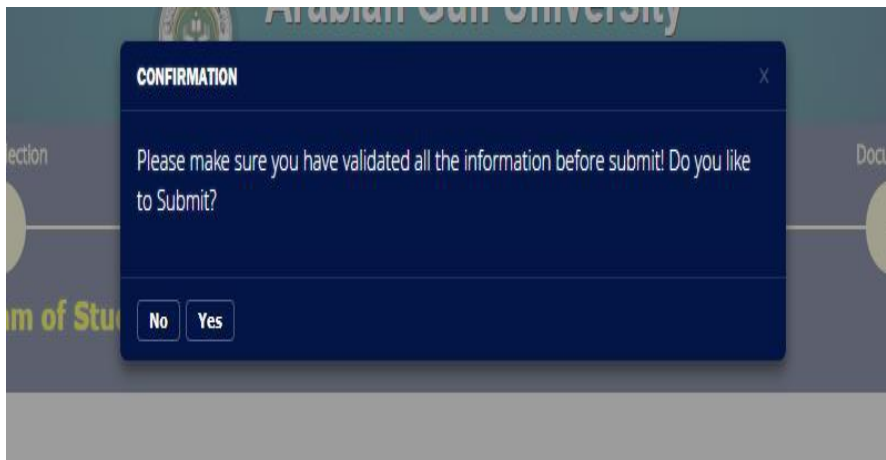 Arabian Gulf University
CONFIRMATION
X
Please make sure you have validated all the information before submit! Do you like
to Submit?
No Yes